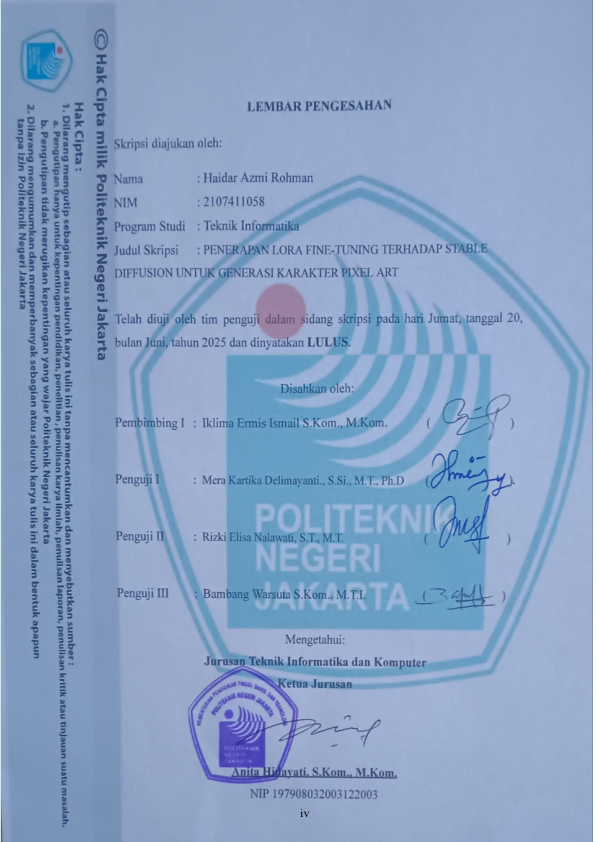 © Hak Cipta milik Politeknik Negeri Jakarta
Hak Cipta :
1. Dilarang mengutip sebagian atau seluruh karya tulis ini tanpa mencantumkan dan menyebutkan sumber :
a. Pengutipan hanya untuk kepentingan pendidikan, penelitian, penulisan karya ilmiah, penulisan laporan, penulisan kritik atau tinjauan suatu masalah.
b. Pengutipan tidak merugikan kepentingan yang wajar Politeknik Negeri Jakarta
2. Dilarang mengumumkan dan memperbanyak sebagian atau seluruh karya tulis ini dalam bentuk apapun
tanpa izin Politeknik Negeri Jakarta
LEMBAR PENGESAHAN
Skripsi diajukan oleh:
Nama : Haidar Azmi Rohman
NIM : 2107411058
Program Studi : Teknik Informatika
Judul Skripsi : PENERAPAN LORA FINE-TUNING TERHADAP STABLE
DIFFUSION UNTUK GENERASI KARAKTER PIXEL ART
Telah diuji oleh tim penguji dalam sidang skripsi pada hari Jumat, tanggal 20,
bulan Juni, tahun 2025 dan dinyatakan LULUS.
Disahkan oleh:
Pembimbing I : Iklima Ermis Ismail S.Kom., M.Kom. ( )
Penguji I : Mera Kartika Delimayanti., S.Si., M.T., Ph.D ( )
Penguji II : Rizki Elisa Nalawati, S.T., M.T. ( )
Penguji III : Bambang Warsuta S.Kom., M.T.I. ( )
POLITEKNIK
NEGERI
JAKARTA
Mengetahui:
Jurusan Teknik Informatika dan Komputer
Ketua Jurusan
POLITEKNIK NEGERI JAKARTA
POLITEKNIK
NEGERI
JAKARTA
Anita Hidayati, S.Kom., M.Kom.
NIP 197908032003122003
iv